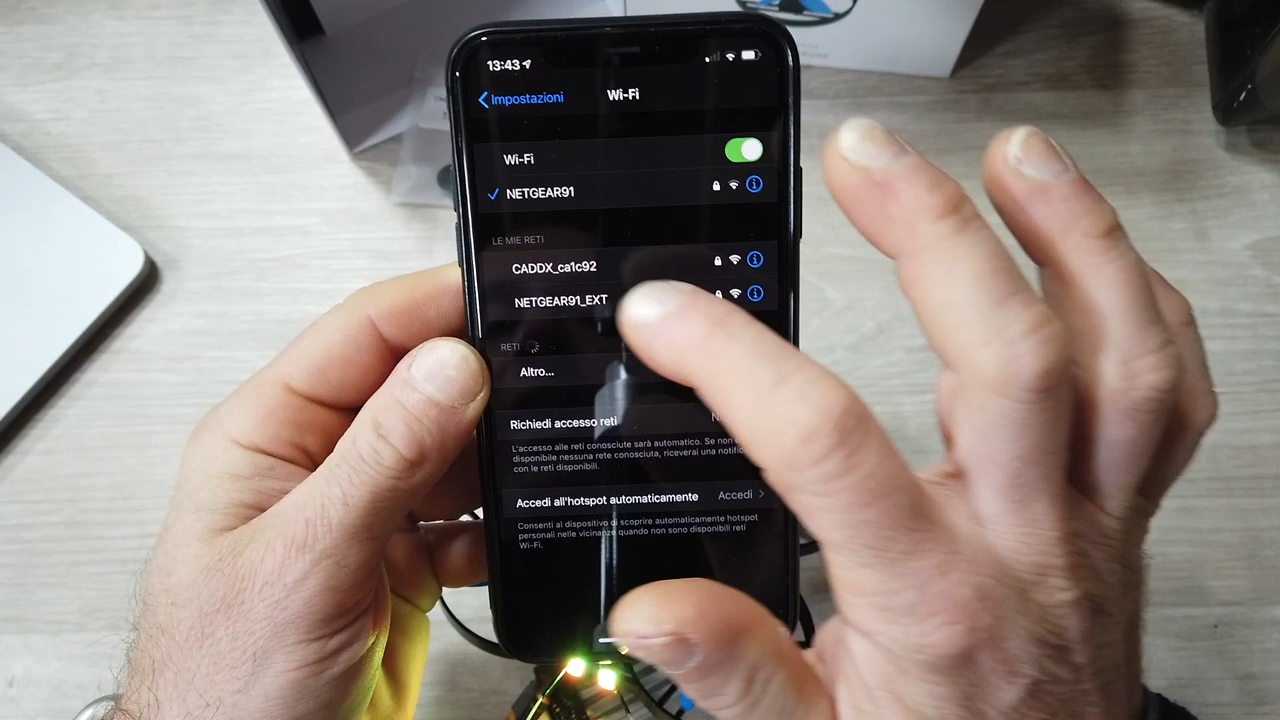 13:43
Impostazioni
Wi-Fi
Wi-Fi
NETGEAR91
LE MIE RETI
CADDX_ca1c92
NETGEAR91_EXT
RETI
Altro...
Richiedi accesso reti
L'accesso alle reti conosciute sarà automatico. Se non
disponibile nessuna rete conosciuta, riceverai una
con le reti disponibili.
Accedi all'hotspot automaticamente Accedi
Consenti al dispositivo di scoprire automaticamente hotspot
personali nelle vicinanze quando non sono disponibili reti
Wi-Fi.